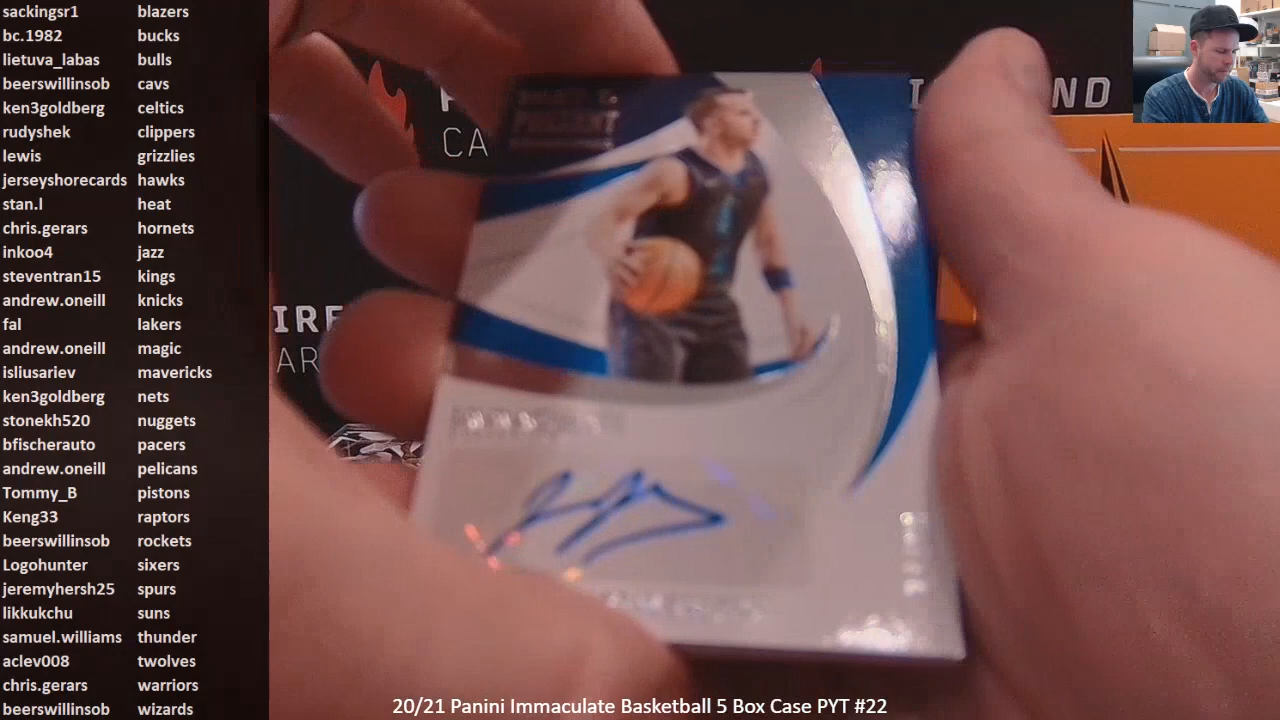 sackingsr1 blazers
bc.1982 bucks
lietuva_labas bulls
beerswillinsob cavs
ken3goldberg celtics
rudyshek clippers
lewis grizzlies
jerseyshorecards hawks
stan.l heat
chris.gerars hornets
inkoo4 jazz
steventran15 kings
andrew.oneill knicks
fal lakers
andrew.oneill magic
isliusariev mavericks
ken3goldberg nets
stonekh520 nuggets
bfischerauto pacers
andrew.oneill pelicans
Tommy_B pistons
Keng33 raptors
beerswillinsob rockets
Logohunter sixers
jeremyhersh25 spurs
likkukchu suns
samuel.williams thunder
aclev008 twolves
chris.gerars warriors
beerswillinsob wizards
CA
ND
IRE
AR
20/21 Panini Immaculate Basketball 5 Box Case PYT #22